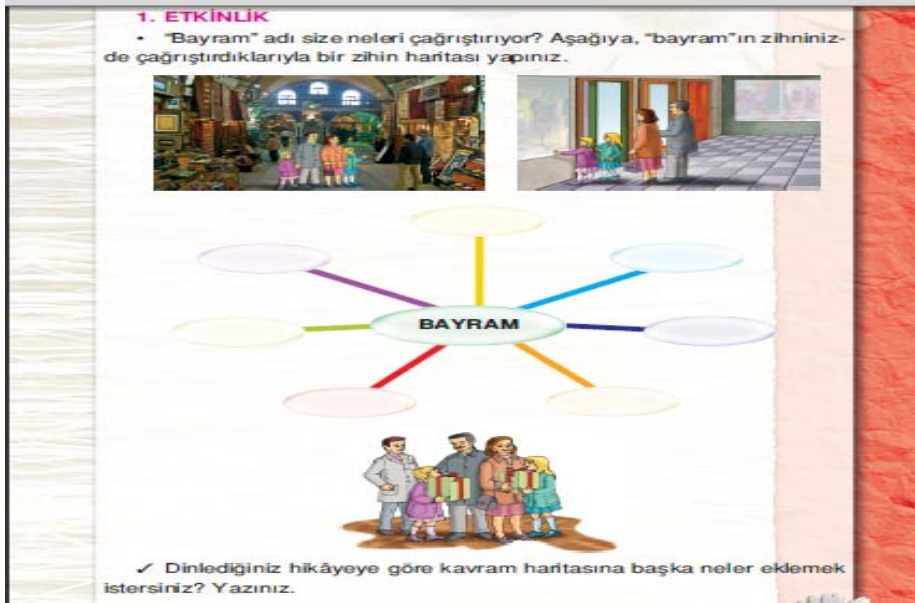 1. ETKİNLİK
• "Bayram" adı size neleri çağrıştırıyor? Aşağıya, "bayram"ın zihniniz-
de çağrıştırdıklarıyla bir zihin haritası yapınız.
BAYRAM
✓ Dinlediğiniz hikâyeye göre kavram haritasına başka neler eklemek
istersiniz? Yazınız.